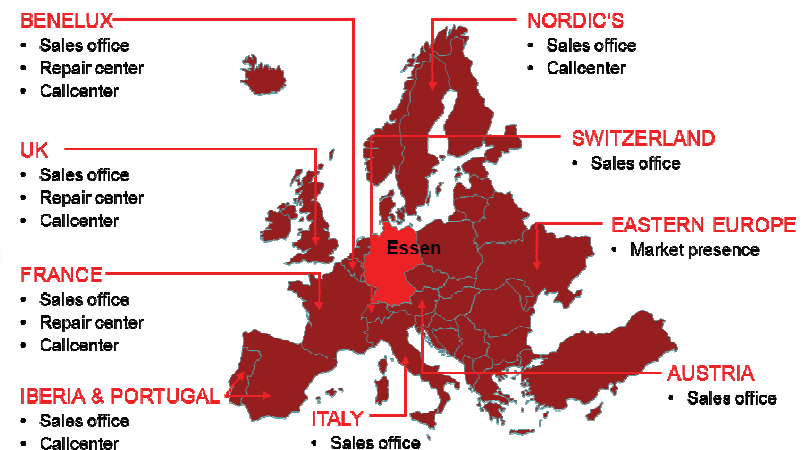 BENELUX
• Sales office
• Repair center
• Callcenter
NORDIC'S
• Sales office
• Callcenter
UK
• Sales office
• Repair center
• Callcenter
SWITZERLAND
• Sales office
EASTERN EUROPE
• Market presence
Essen
FRANCE
• Sales office
• Repair center
• Callcenter
AUSTRIA
• Sales office
IBERIA & PORTUGAL
• Sales office
• Callcenter
ITALY
• Sales office